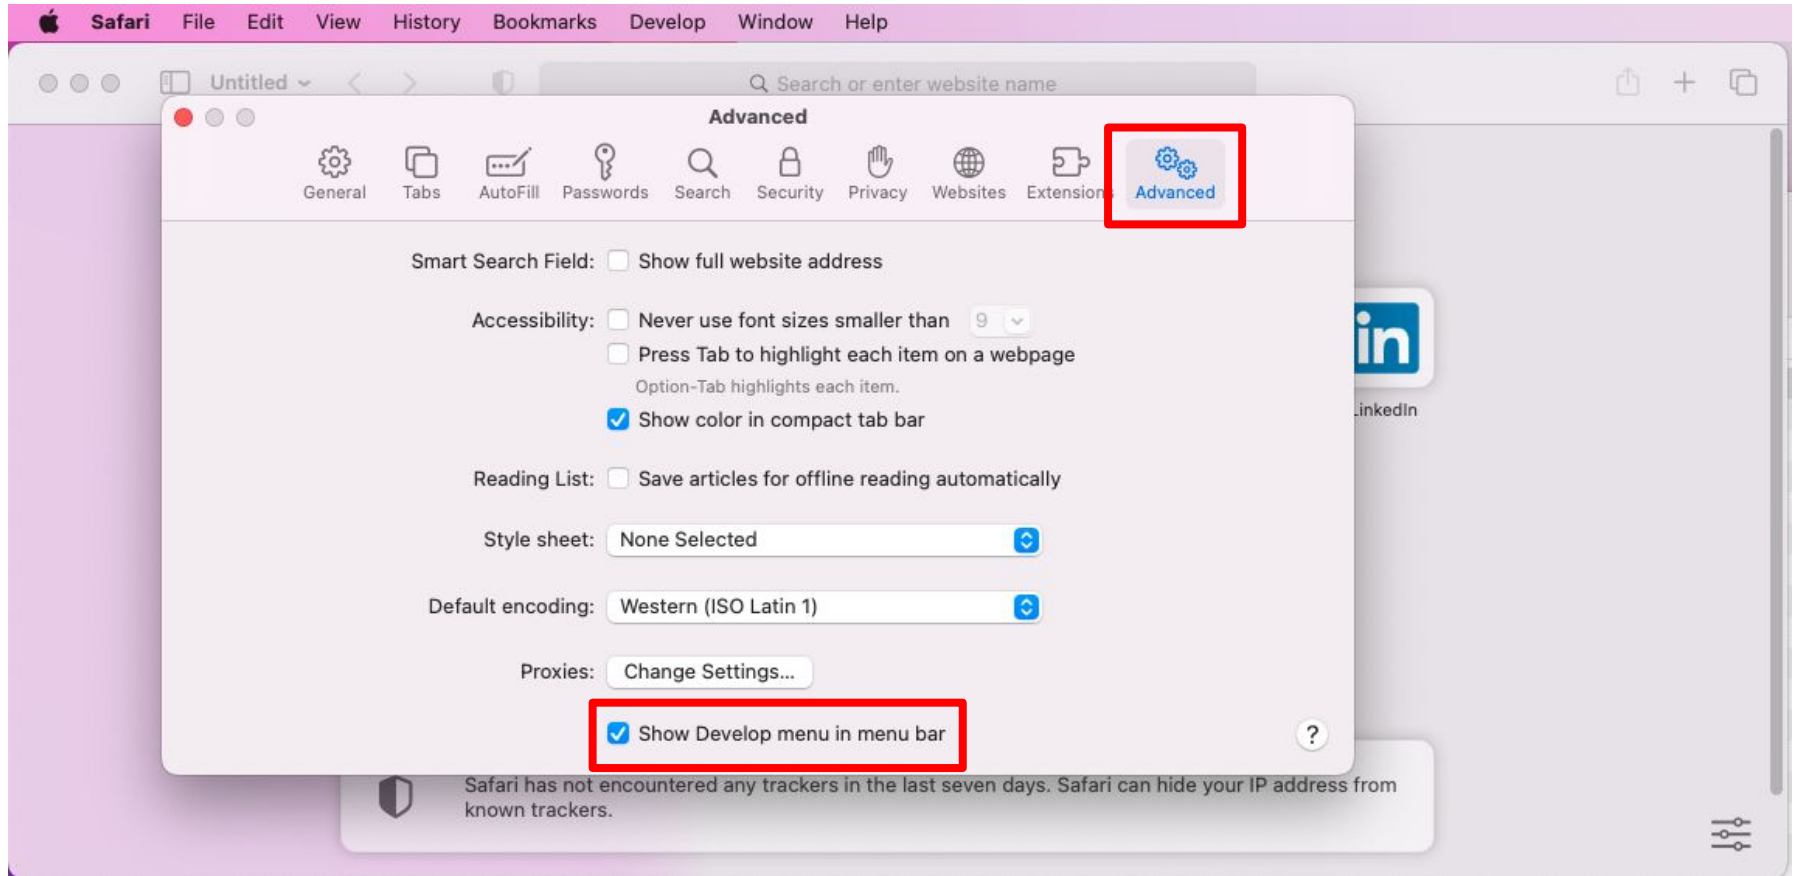 Safari File Edit View History Bookmarks Develop Window Help
Untitled Search or enter website name
Advanced
General Tabs AutoFill Passwords Search Security Privacy Websites Extensions Advanced
Smart Search Field: Show full website address
Accessibility: Never use font sizes smaller than 9
Press Tab to highlight each item on a webpage
Option-Tab highlights each item.
Show color in compact tab bar
in
LinkedIn
Reading List: Save articles for offline reading automatically
Style sheet: None Selected
Default encoding: Western (ISO Latin 1)
Proxies: Change Settings...
Show Develop menu in menu bar ?
Safari has not encountered any trackers in the last seven days. Safari can hide your IP address from
known trackers.